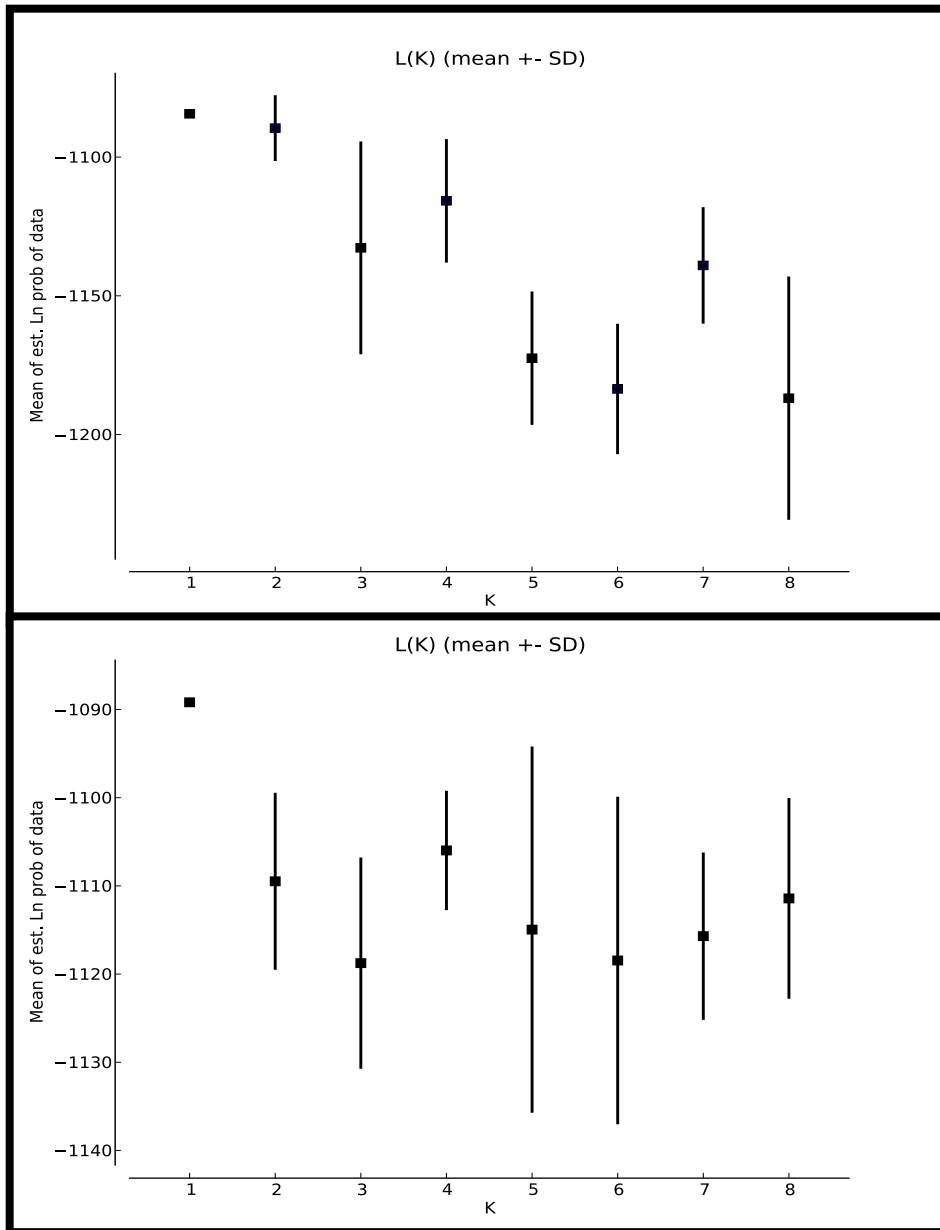 L(K) (mean +- SD)
Mean of est. Ln prob of data
−1100
−1150
−1200
1 2 3 4 5 6 7 8
K
L(K) (mean +- SD)
Mean of est. Ln prob of data
−1090
−1100
−1110
−1120
−1130
−1140
1 2 3 4 5 6 7 8
K